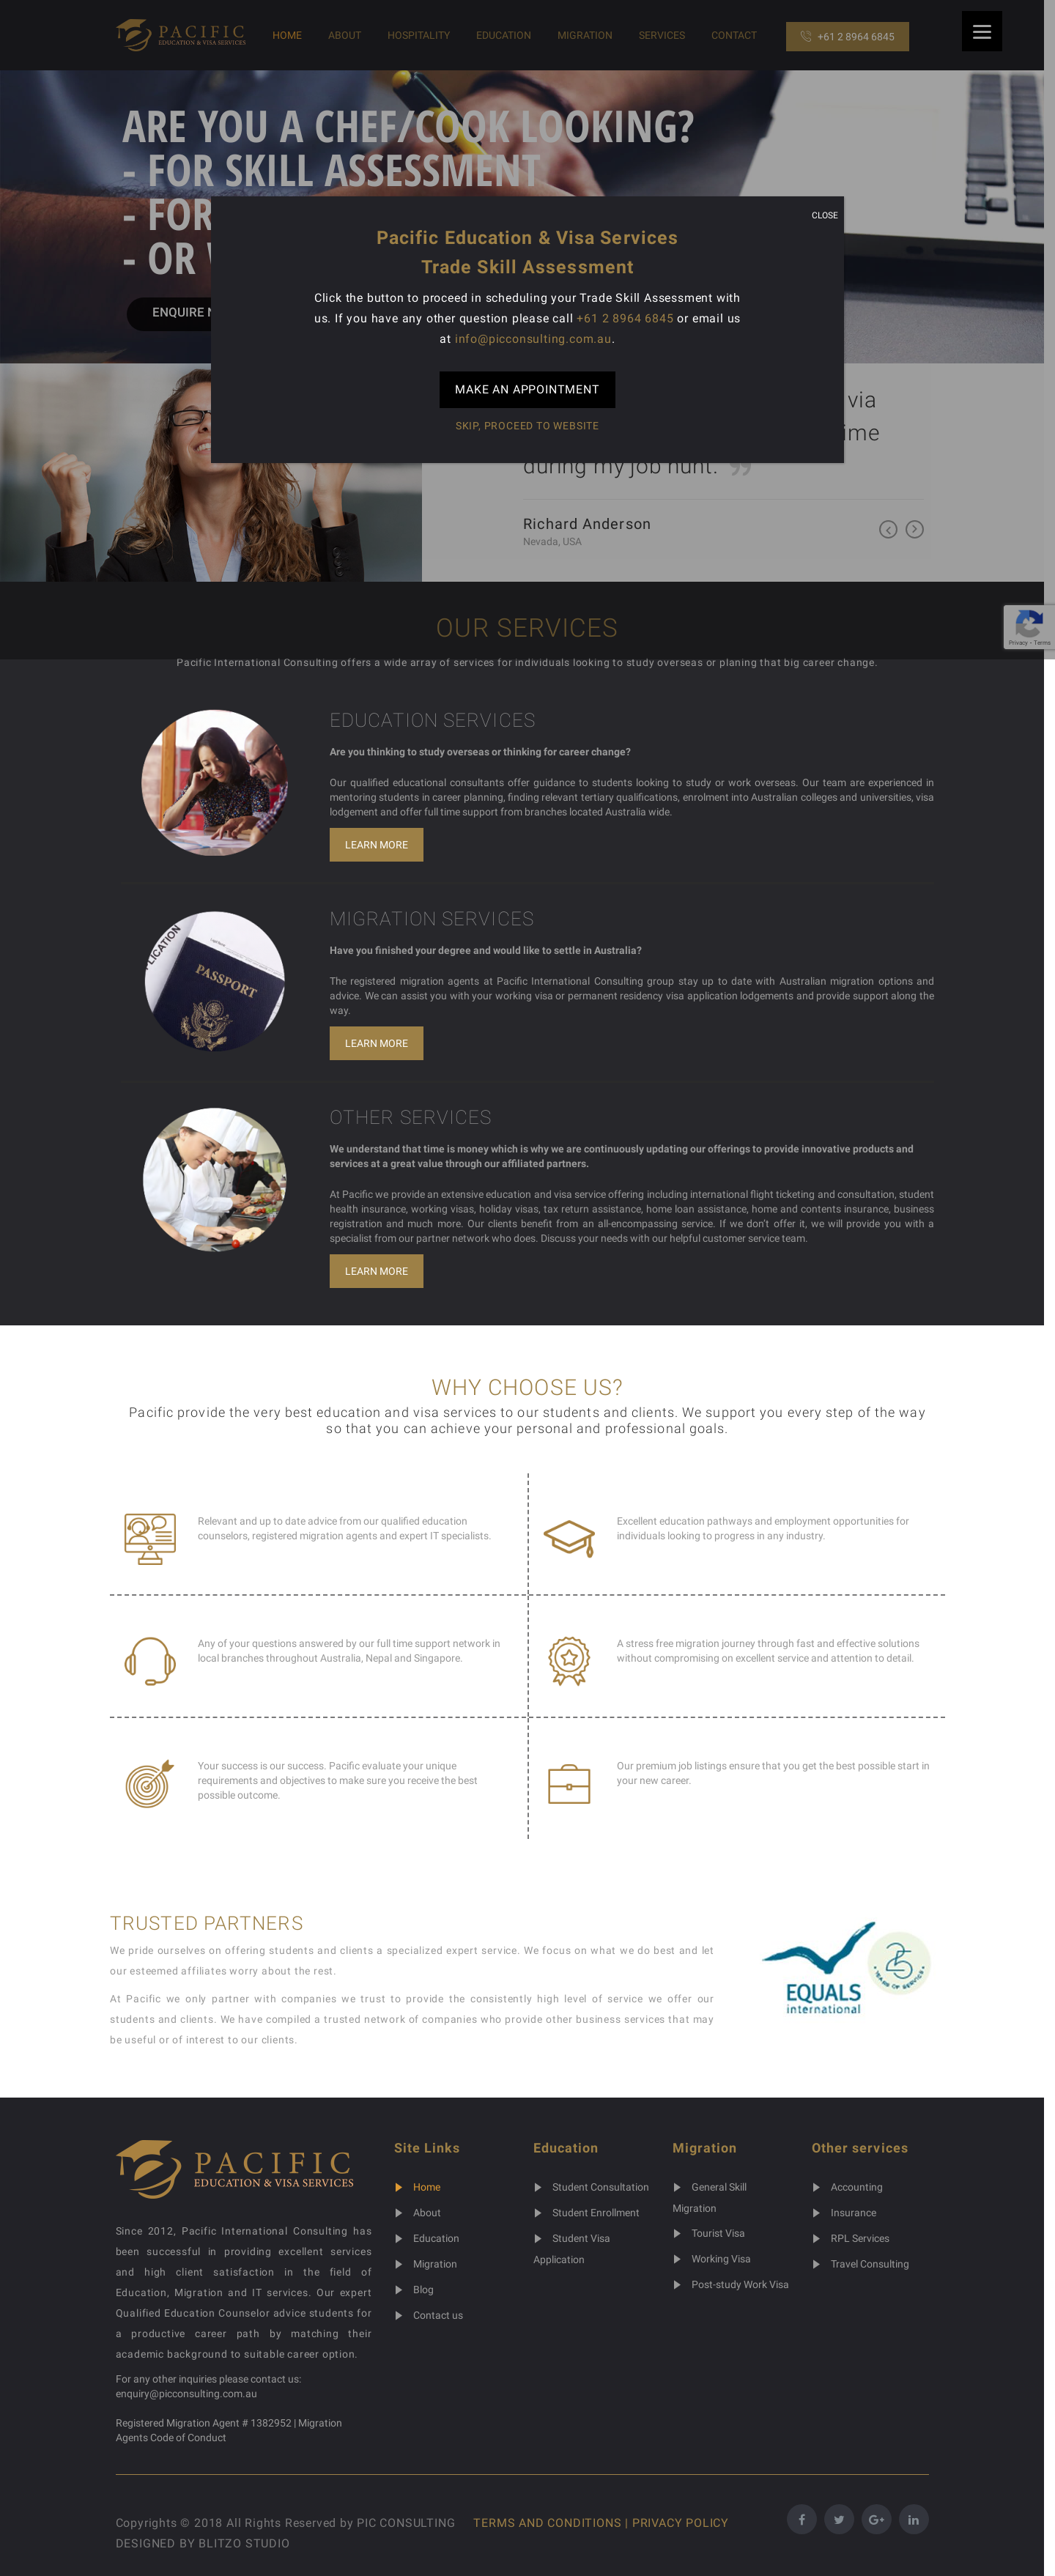 PACIFIC
EDUCATION & VISA SERVICES
HOME
ABOUT
HOSPITALITY
EDUCATION
MIGRATION
SERVICES
CONTACT
+61 2 8964 6845
ARE YOU A CHEF/COOK LOOKING?
- FOR SKILL ASSESSMENT
- FOR
- OR
ENQUIRE
CLOSE
Pacific Education & Visa Services
Trade Skill Assessment
Click the button to proceed in scheduling your Trade Skill Assessment with
us. If you have any other question please call +61 2 8964 6845 or email us
at info@picconsulting.com.au.
MAKE AN APPOINTMENT
SKIP, PROCEED TO WEBSITE
via
during my job hunt.
Richard Anderson
Nevada, USA
Privacy - Terms
OUR SERVICES
Pacific International Consulting offers a wide array of services for individuals looking to study overseas or planing that big career change.
EDUCATION SERVICES
Are you thinking to study overseas or thinking for career change?
Our qualified educational consultants offer guidance to students looking to study or work overseas. Our team are experienced in
mentoring students in career planning, finding relevant tertiary qualifications, enrolment into Australian colleges and universities, visa
lodgement and offer full time support from branches located Australia wide.
LEARN MORE
MIGRATION SERVICES
Have you finished your degree and would like to settle in Australia?
The registered migration agents at Pacific International Consulting group stay up to date with Australian migration options and
advice. We can assist you with your working visa or permanent residency visa application lodgements and provide support along the
way.
PASSPORT
LEARN MORE
OTHER SERVICES
We understand that time is money which is why we are continuously updating our offerings to provide innovative products and
services at a great value through our affiliated partners.
At Pacific we provide an extensive education and visa service offering including international flight ticketing and consultation, student
health insurance, working visas, holiday visas, tax return assistance, home loan assistance, home and contents insurance, business
registration and much more. Our clients benefit from an all-encompassing service. If we don't offer it, we will provide you with a
specialist from our partner network who does. Discuss your needs with our helpful customer service team.
LEARN MORE
WHY CHOOSE US?
Pacific provide the very best education and visa services to our students and clients. We support you every step of the way
so that you can achieve your personal and professional goals.
Relevant and up to date advice from our qualified education
counselors, registered migration agents and expert IT specialists.
Excellent education pathways and employment opportunities for
individuals looking to progress in any industry.
Any of your questions answered by our full time support network in
local branches throughout Australia, Nepal and Singapore.
A stress free migration journey through fast and effective solutions
without compromising on excellent service and attention to detail.
Your success is our success. Pacific evaluate your unique
requirements and objectives to make sure you receive the best
possible outcome.
Our premium job listings ensure that you get the best possible start in
your new career.
TRUSTED PARTNERS
We pride ourselves on offering students and clients a specialized expert service. We focus on what we do best and let
our esteemed affiliates worry about the rest.
At Pacific we only partner with companies we trust to provide the consistently high level of service we offer our
students and clients. We have compiled a trusted network of companies who provide other business services that may
be useful or of interest to our clients.
EQUALS
international
25
YEARS OF SERVICE
PACIFIC
EDUCATION & VISA SERVICES
Since 2012, Pacific International Consulting has
been successful in providing excellent services
and high client satisfaction in the field of
Education, Migration and IT services. Our expert
Qualified Education Counselor advice students for
a productive career path by matching their
academic background to suitable career option.
For any other inquiries please contact us:
enquiry@picconsulting.com.au
Registered Migration Agent # 1382952 | Migration
Agents Code of Conduct
Site Links
Home
About
Education
Migration
Blog
Contact us
Education
Student Consultation
Student Enrollment
Student Visa
Application
Migration
General Skill
Migration
Tourist Visa
Working Visa
Post-study Work Visa
Other services
Accounting
Insurance
RPL Services
Travel Consulting
Copyrights © 2018 All Rights Reserved by PIC CONSULTING
TERMS AND CONDITIONS | PRIVACY POLICY
DESIGNED BY BLITZO STUDIO